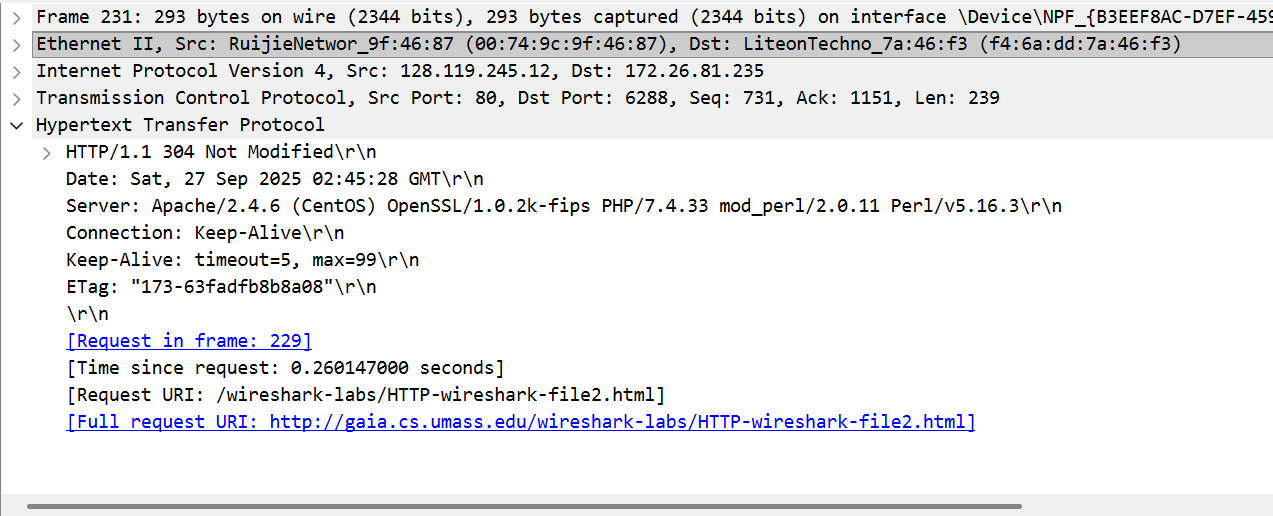 Frame 231: 293 bytes on wire (2344 bits), 293 bytes captured (2344 bits) on interface \Device\NPF_{B3EEF8AC-D7EF-459
Ethernet II, Src: RuijieNetwor_9f:46:87 (00:74:9c:9f:46:87), Dst: LiteonTechno_7a:46:f3 (f4:6a:dd:7a:46:f3)
Internet Protocol Version 4, Src: 128.119.245.12, Dst: 172.26.81.235
Transmission Control Protocol, Src Port: 80, Dst Port: 6288, Seq: 731, Ack: 1151, Len: 239
Hypertext Transfer Protocol
HTTP/1.1 304 Not Modified\r\n
Date: Sat, 27 Sep 2025 02:45:28 GMT\r\n
Server: Apache/2.4.6 (CentOS) OpenSSL/1.0.2k-fips PHP/7.4.33 mod_perl/2.0.11 Perl/v5.16.3\r\n
Connection: Keep-Alive\r\n
Keep-Alive: timeout=5, max=99\r\n
ETag: "173-63fadfb8b8a08"\r\n
\r\n
[Request in frame: 229]
[Time since request: 0.260147000 seconds]
[Request URI: /wireshark-labs/HTTP-wireshark-file2.html]
[Full request URI: http://gaia.cs.umass.edu/wireshark-labs/HTTP-wireshark-file2.html]